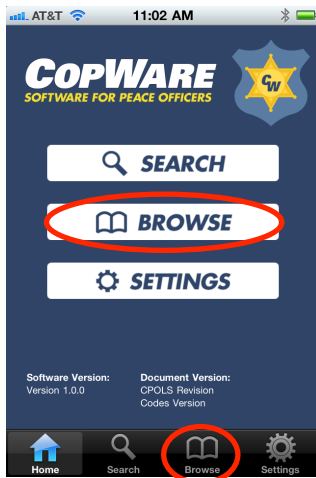 AT&T 11:02 AM
COPWARE
SOFTWARE FOR PEACE OFFICERS
CW
SEARCH
BROWSE
SETTINGS
Software Version:
Version 1.0.0
Document Version:
CPOLS Revision
Codes Version
Home Search Browse Settings